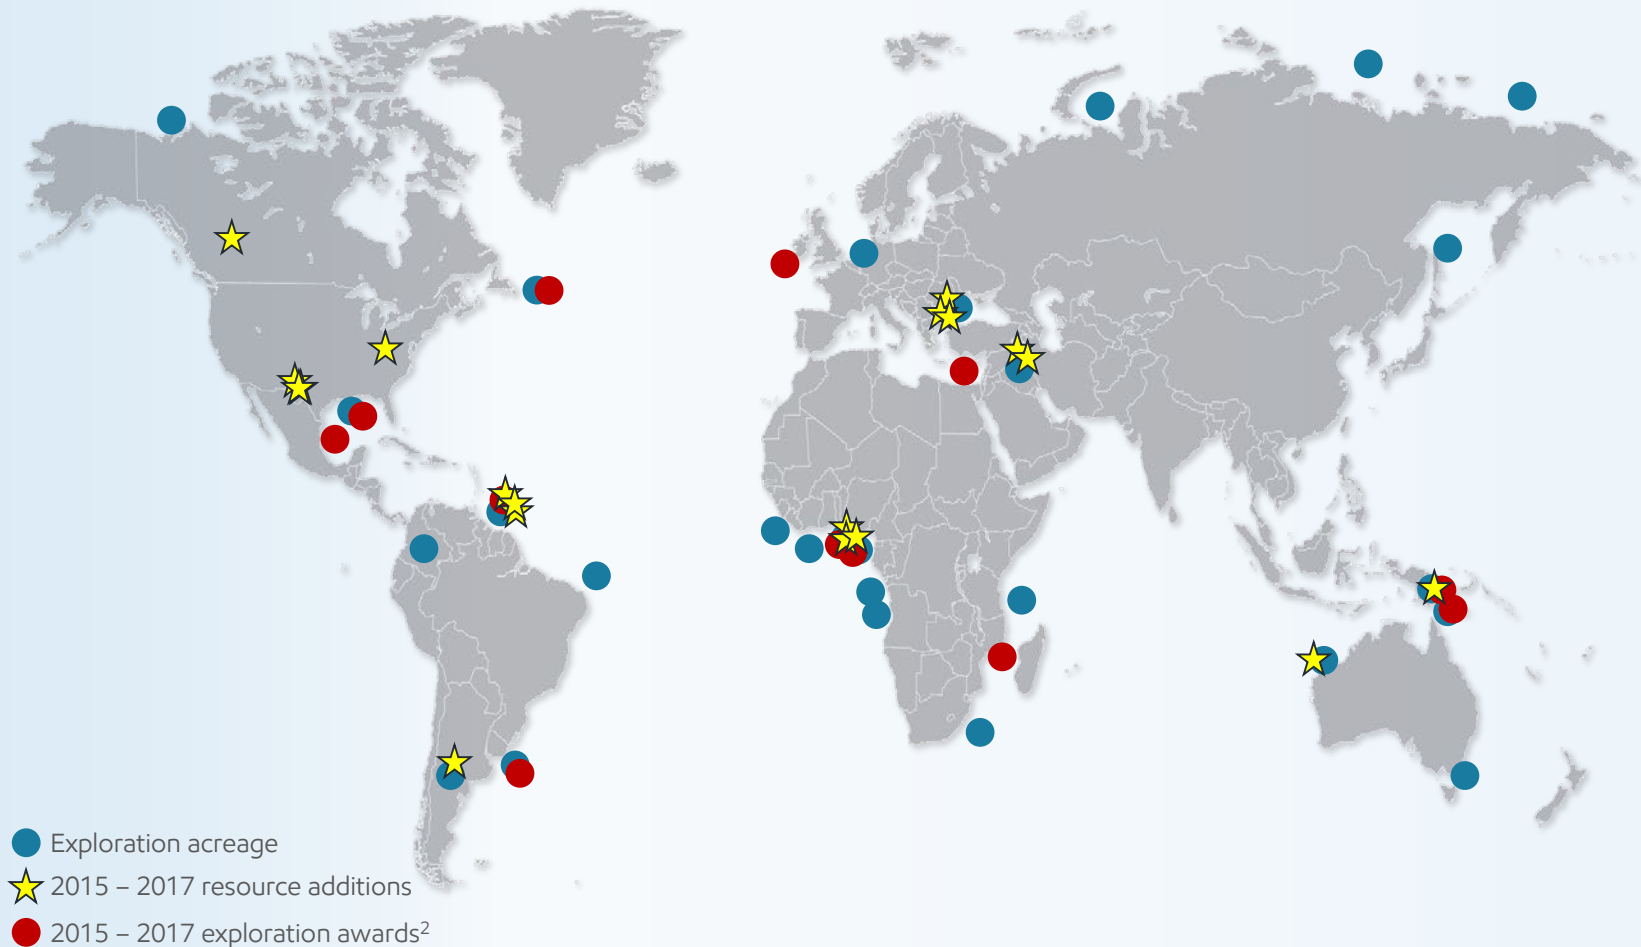 Exploration acreage
2015 – 2017 resource additions
2015 – 2017 exploration awards²